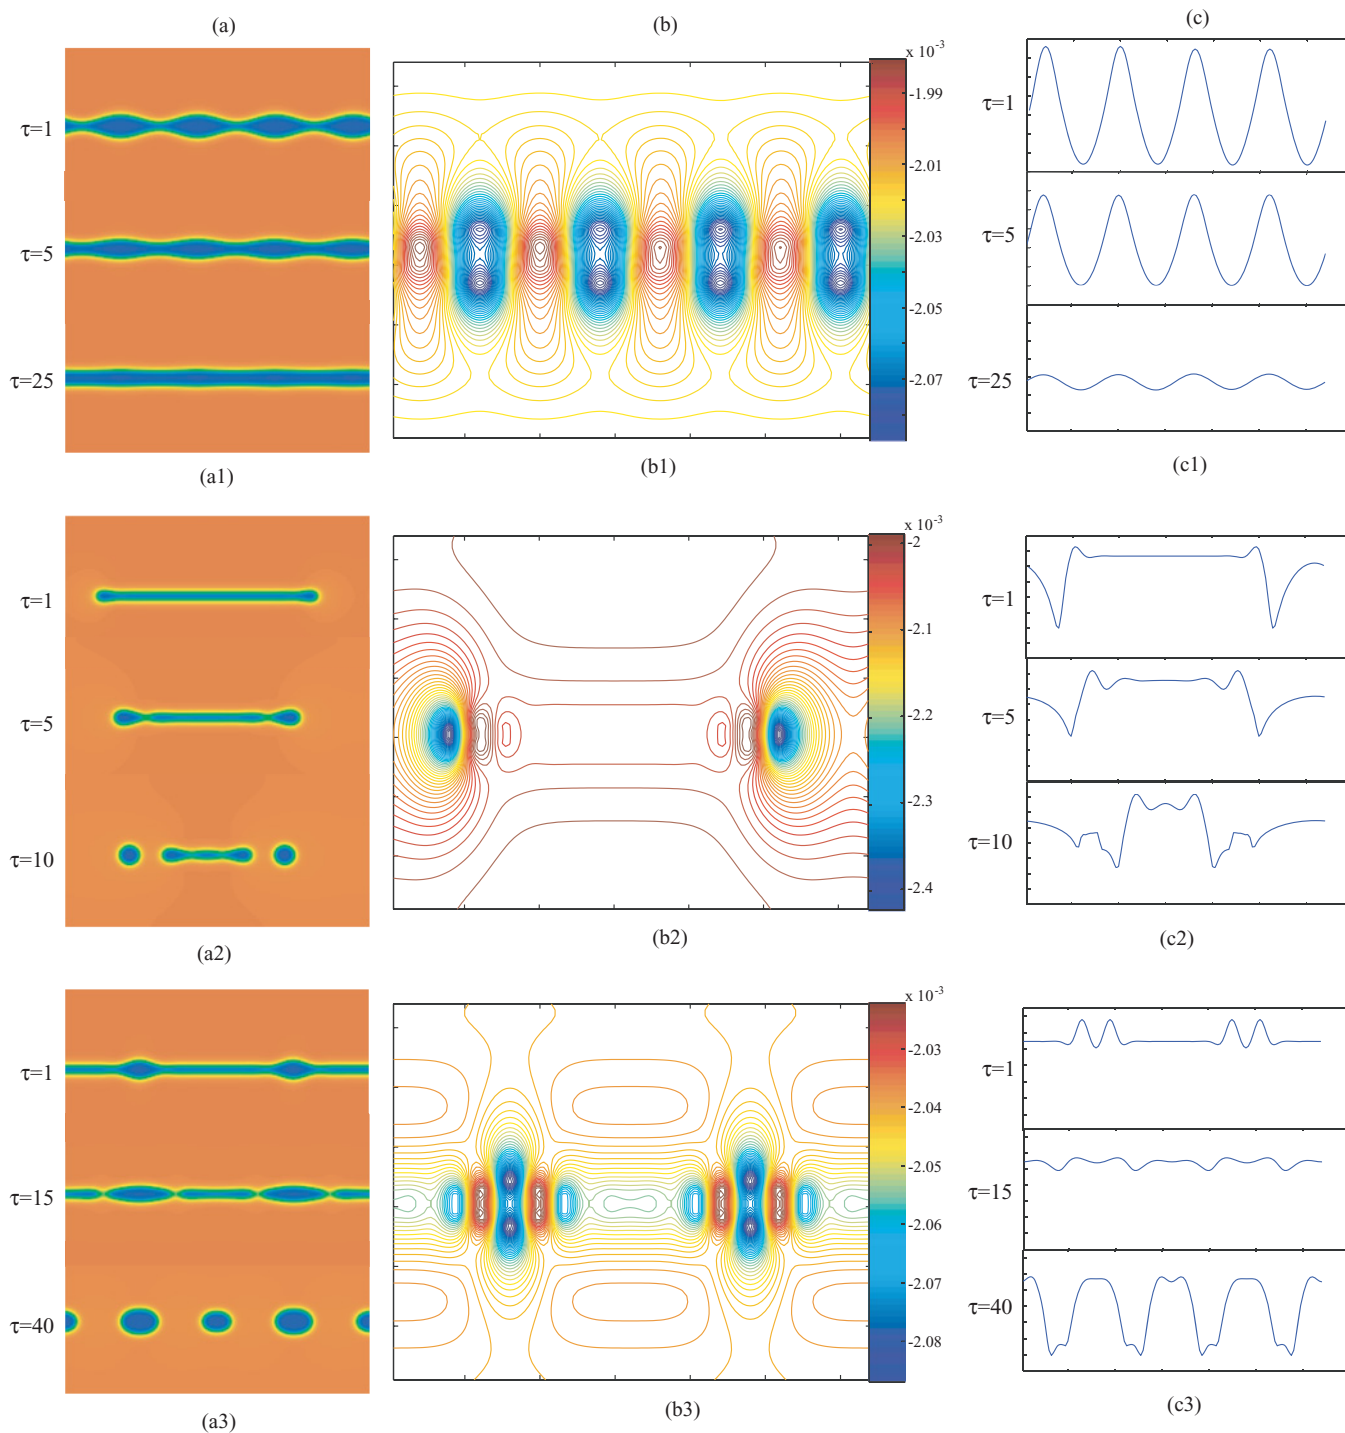 (a)
(b)
(c)
τ=1
τ=5
τ=25
x 10⁻³
-1.99
-2.01
-2.03
-2.05
-2.07
τ=1
τ=5
τ=25
(a1)
(b1)
(c1)
τ=1
τ=5
τ=10
x 10⁻³
-2
-2.1
-2.2
-2.3
-2.4
τ=1
τ=5
τ=10
(a2)
(b2)
(c2)
τ=1
τ=15
τ=40
x 10⁻³
-2.03
-2.04
-2.05
-2.06
-2.07
-2.08
τ=1
τ=15
τ=40
(a3)
(b3)
(c3)